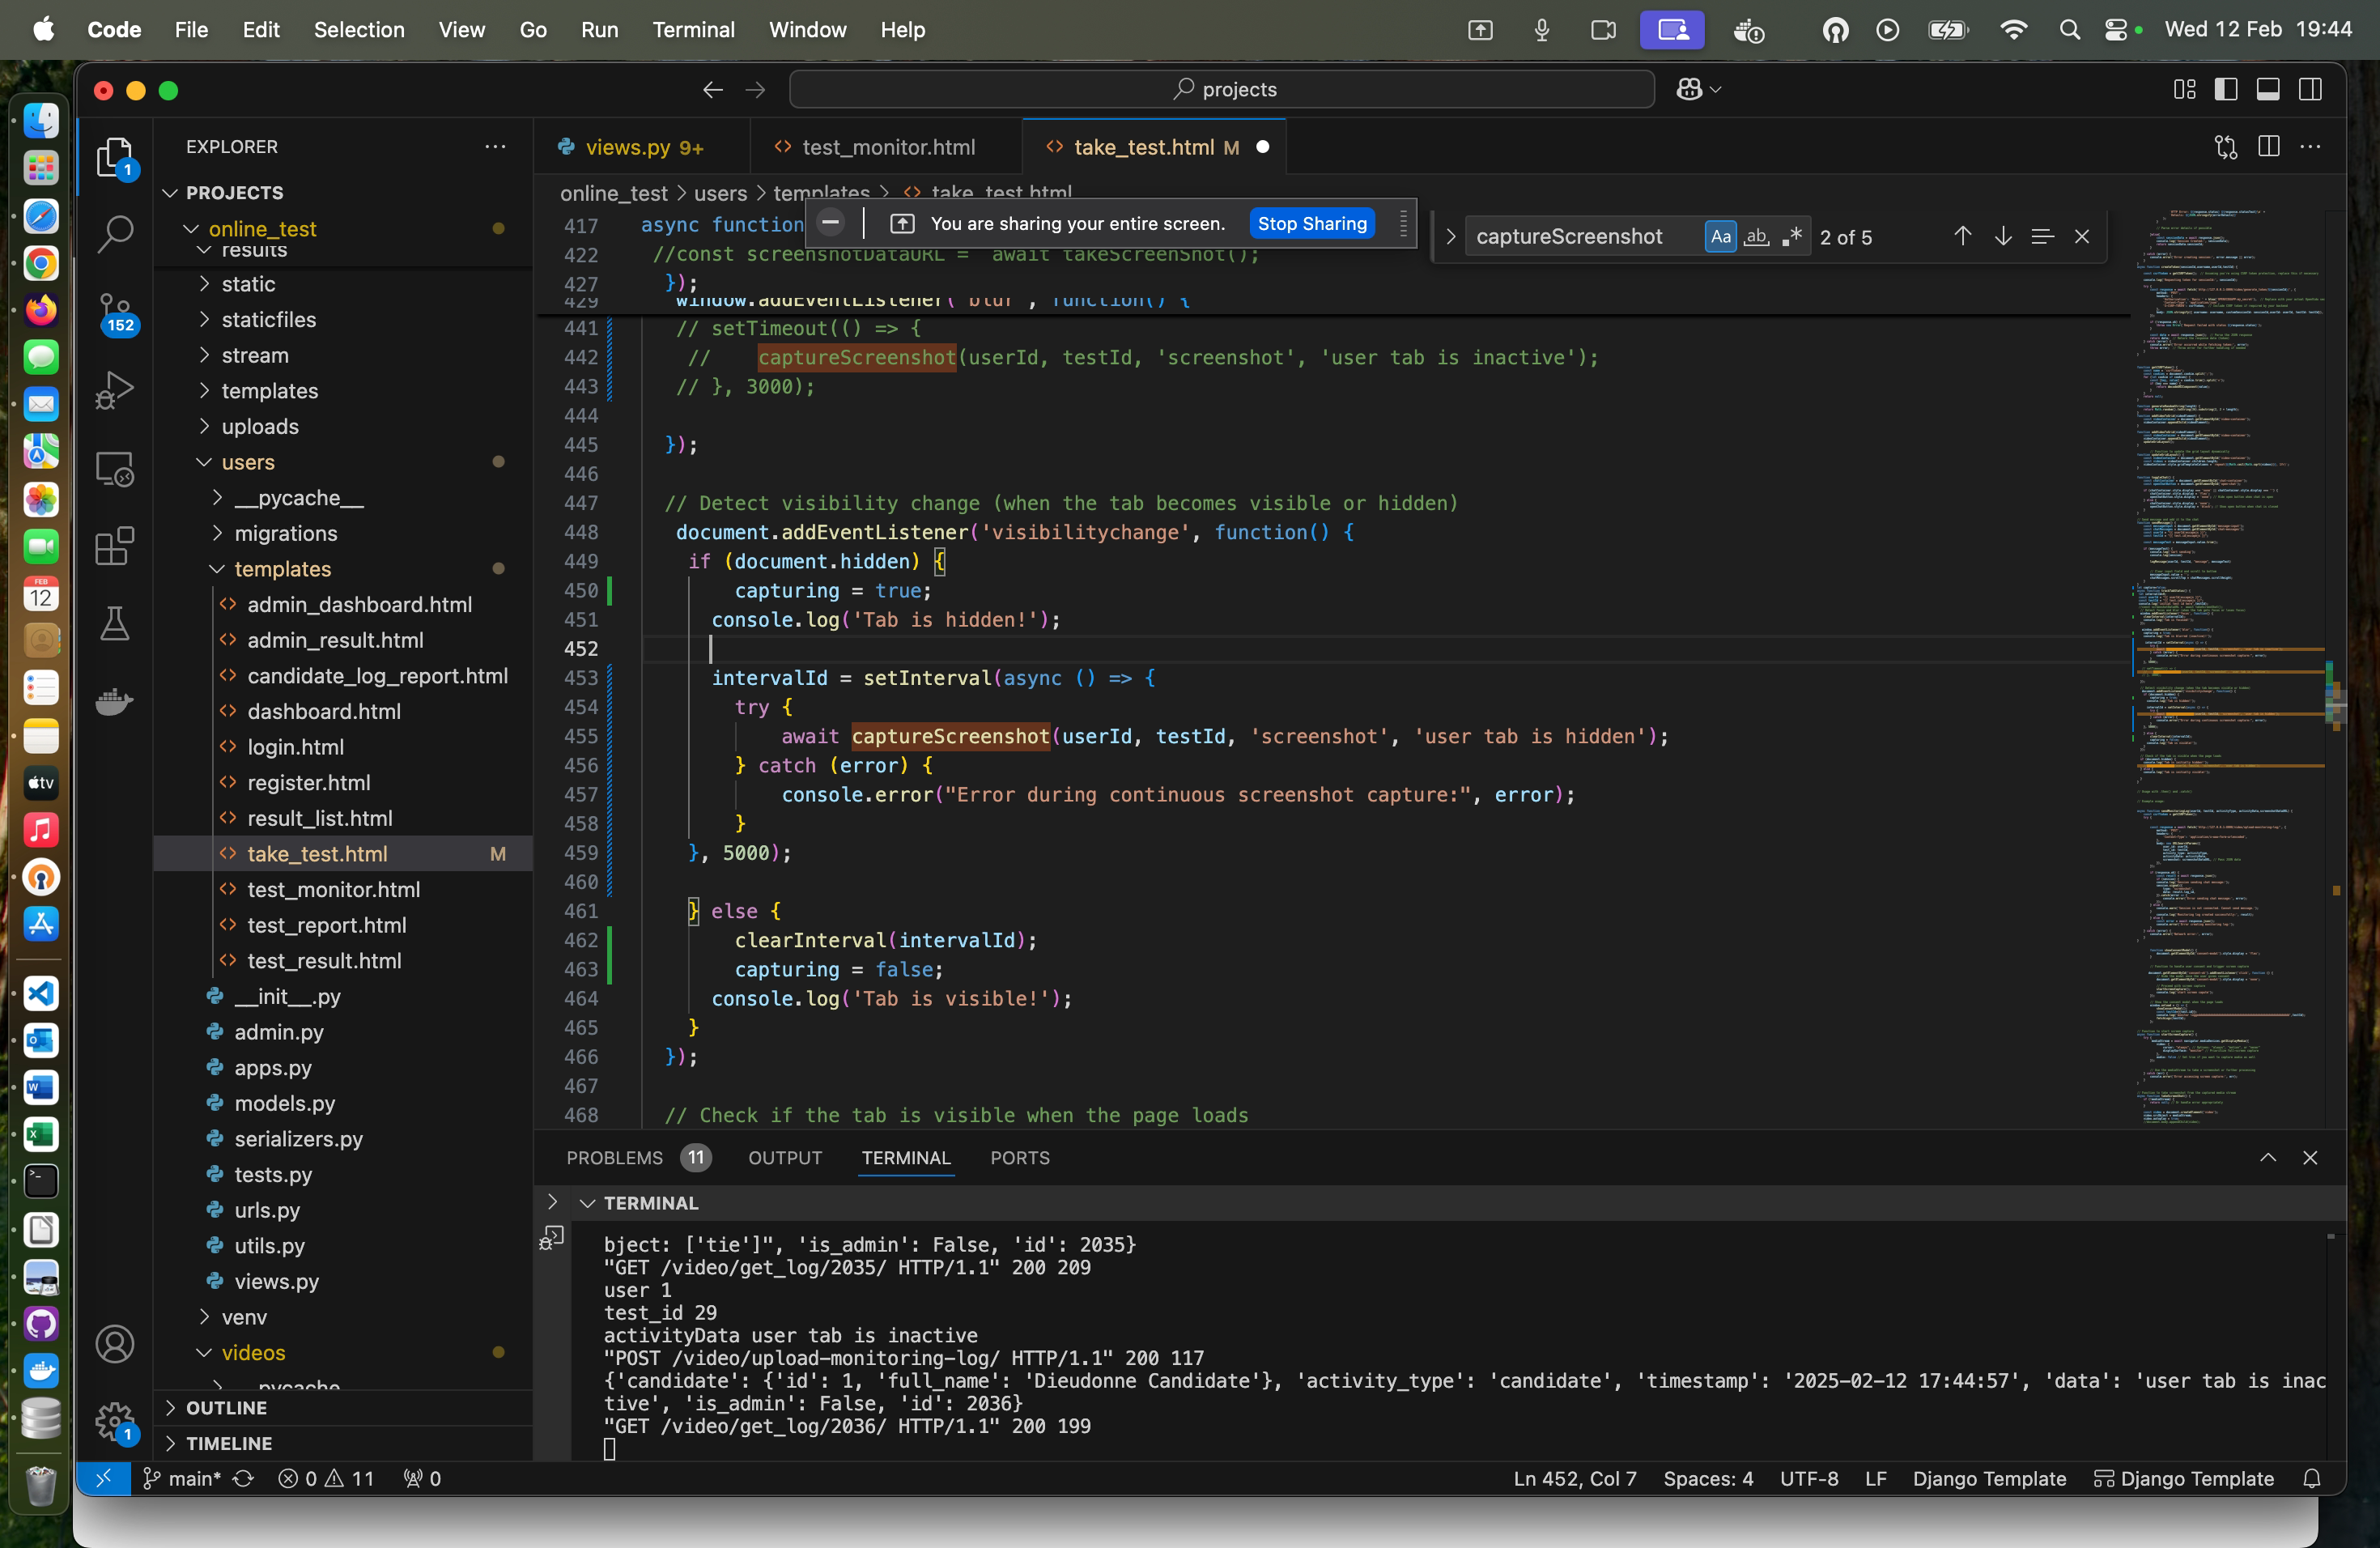 Code File Edit Selection View Go Run Terminal Window Help Wed 12 Feb 19:44
projects
EXPLORER
PROJECTS
online_test
results
static
staticfiles
stream
templates
uploads
users
__pycache__
migrations
templates
admin_dashboard.html
admin_result.html
candidate_log_report.html
dashboard.html
login.html
register.html
result_list.html
take_test.html M
test_monitor.html
test_report.html
test_result.html
__init__.py
admin.py
apps.py
models.py
serializers.py
tests.py
urls.py
utils.py
views.py
venv
videos
pycache
OUTLINE
TIMELINE
1
152
1
FEB
12
tv
views.py 9+ test_monitor.html take_test.html M
online_test > users > templates > take_test.html
You are sharing your entire screen. Stop Sharing
captureScreenshot Aa ab 2 of 5
417 async function
422 //const screenshotDataURL = await takeScreenShot();
427 });
429 window.addEventListener('blur', function() {
441 // setTimeout(() => {
442 // captureScreenshot(userId, testId, 'screenshot', 'user tab is inactive');
443 // }, 3000);
444
445 });
446
447 // Detect visibility change (when the tab becomes visible or hidden)
448 document.addEventListener('visibilitychange', function() {
449 if (document.hidden) {
450 capturing = true;
451 console.log('Tab is hidden!');
452
453 intervalId = setInterval(async () => {
454 try {
455 await captureScreenshot(userId, testId, 'screenshot', 'user tab is hidden');
456 } catch (error) {
457 console.error("Error during continuous screenshot capture:", error);
458 }
459 }, 5000);
460
461 } else {
462 clearInterval(intervalId);
463 capturing = false;
464 console.log('Tab is visible!');
465 }
466 });
467
468 // Check if the tab is visible when the page loads
PROBLEMS 11 OUTPUT TERMINAL PORTS
TERMINAL
bject: ['tie']", 'is_admin': False, 'id': 2035}
"GET /video/get_log/2035/ HTTP/1.1" 200 209
user 1
test_id 29
activityData user tab is inactive
"POST /video/upload-monitoring-log/ HTTP/1.1" 200 117
{'candidate': {'id': 1, 'full_name': 'Dieudonne Candidate'}, 'activity_type': 'candidate', 'timestamp': '2025-02-12 17:44:57', 'data': 'user tab is inac
tive', 'is_admin': False, 'id': 2036}
"GET /video/get_log/2036/ HTTP/1.1" 200 199
main* 0 11 0 Ln 452, Col 7 Spaces: 4 UTF-8 LF Django Template Django Template